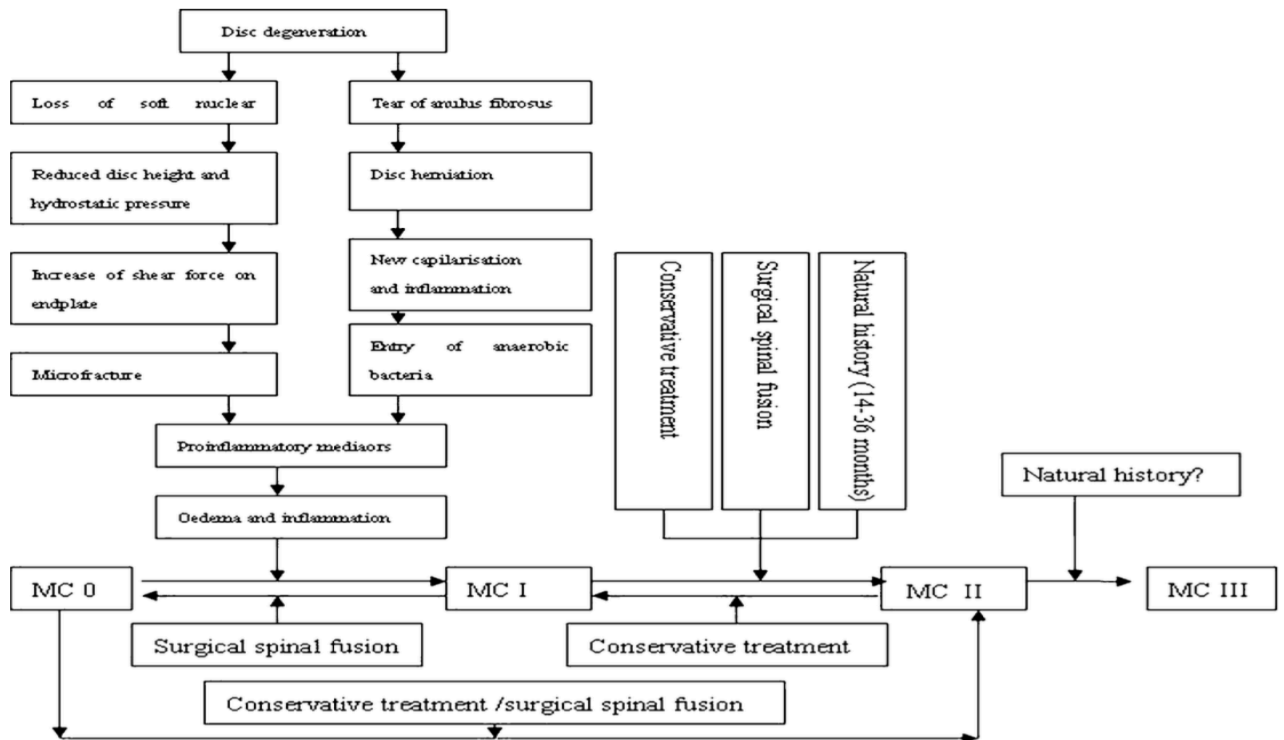 Disc degeneration
Loss of soft nuclear
Tear of anulus fibrosus
Reduced disc height and
hydrostatic pressure
Disc herniation
Increase of shear force on
endplate
New capilarisation
and inflammation
Microfracture
Entry of anaerobic
bacteria
Proinflammatory mediaors
Oedema and inflammation
Conservative treatment
Surgical spinal fusion
Natural history (14-36 months)
Natural history?
MC 0
MC I
MC II
MC III
Surgical spinal fusion
Conservative treatment
Conservative treatment /surgical spinal fusion